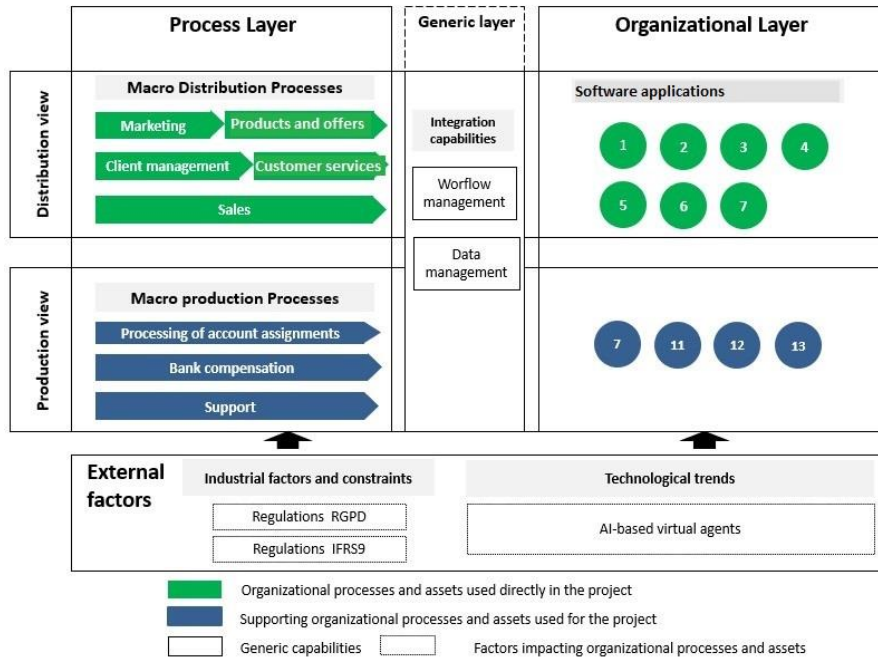 Process Layer
Generic layer
Organizational Layer
Distribution view
Macro Distribution Processes
Marketing
Products and offers
Client management
Customer services
Sales
Integration
capabilities
Worflow
management
Data
management
Software applications
1
2
3
4
5
6
7
Production view
Macro production Processes
Processing of account assignments
Bank compensation
Support
7
11
12
13
External
factors
Industrial factors and constraints
Regulations RGPD
Regulations IFRS9
Technological trends
AI-based virtual agents
Organizational processes and assets used directly in the project
Supporting organizational processes and assets used for the project
Generic capabilities
Factors impacting organizational processes and assets